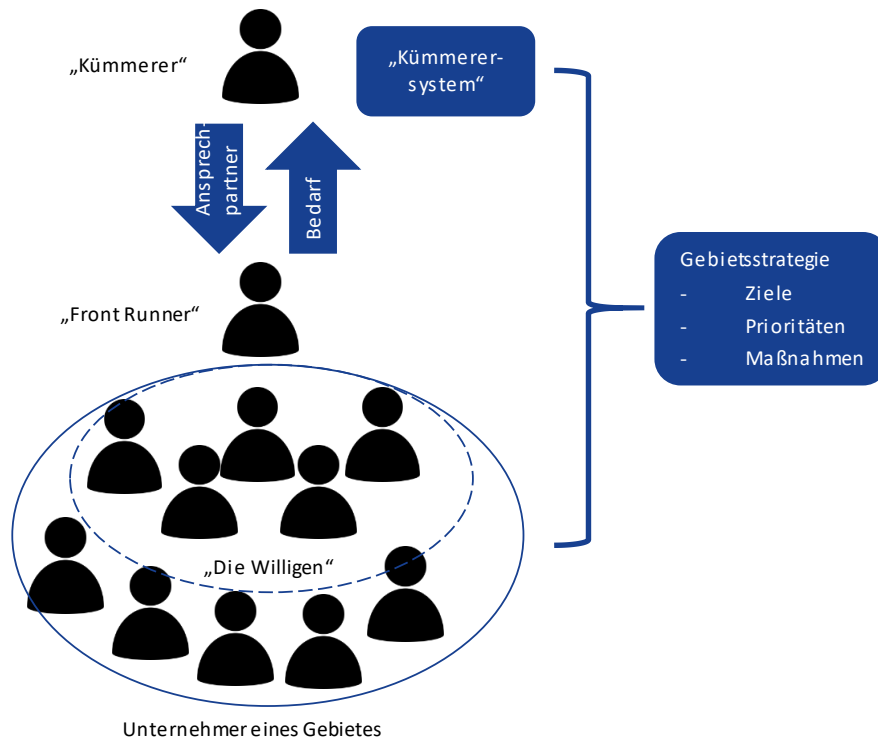 „Kümmerer“
„Kümmerer-
system“
Ansprech-
partner
Bedarf
Gebietsstrategie
- Ziele
- Prioritäten
- Maßnahmen
„Front Runner“
„Die Willigen“
Unternehmer eines Gebietes